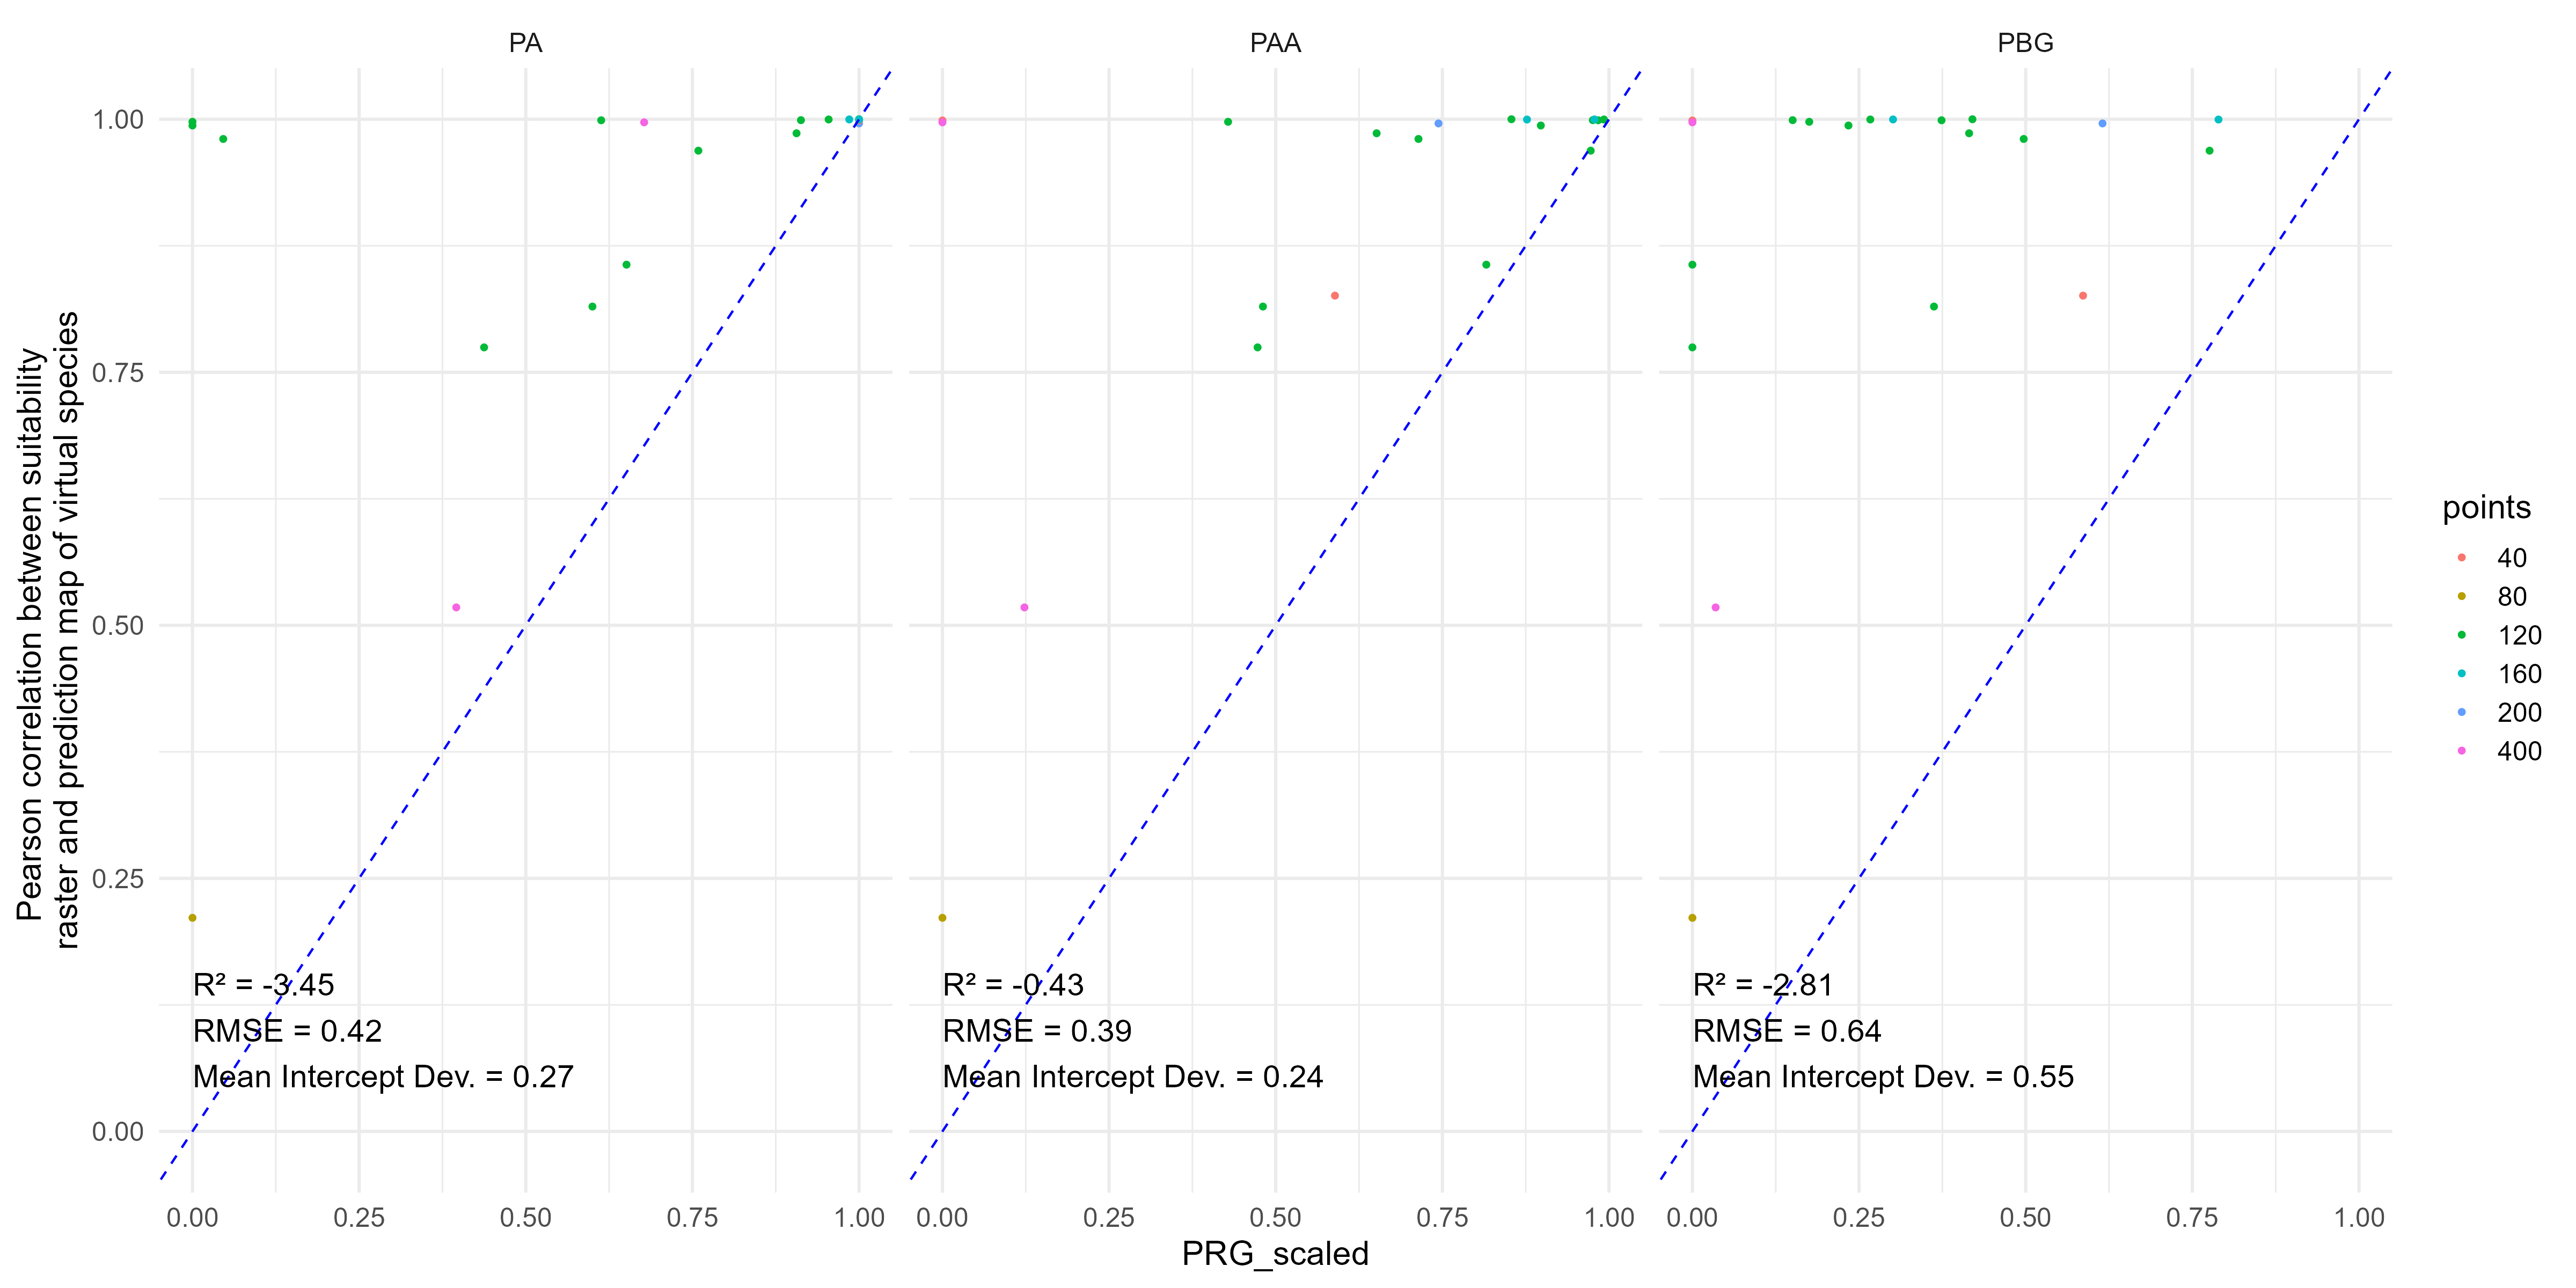 PA
PAA
PBG
Pearson correlation between suitability
raster and prediction map of virtual species
1.00
0.75
0.50
0.25
0.00
R² = -3.45
RMSE = 0.42
Mean Intercept Dev. = 0.27
R² = -0.43
RMSE = 0.39
Mean Intercept Dev. = 0.24
R² = -2.81
RMSE = 0.64
Mean Intercept Dev. = 0.55
0.00 0.25 0.50 0.75 1.00
0.00 0.25 0.50 0.75 1.00
0.00 0.25 0.50 0.75 1.00
PRG_scaled
points
40
80
120
160
200
400